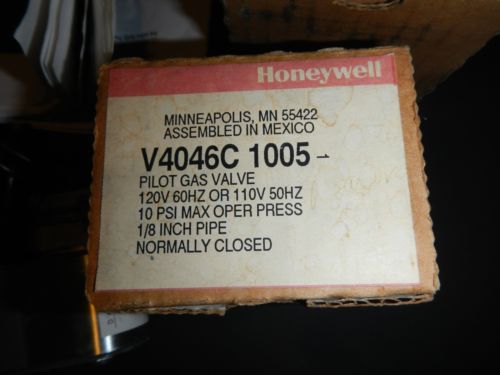 Honeywell
MINNEAPOLIS, MN 55422
ASSEMBLED IN MEXICO
V4046C 1005
PILOT GAS VALVE
120V 60HZ OR 110V 50HZ
10 PSI MAX OPER PRESS
1/8 INCH PIPE
NORMALLY CLOSED